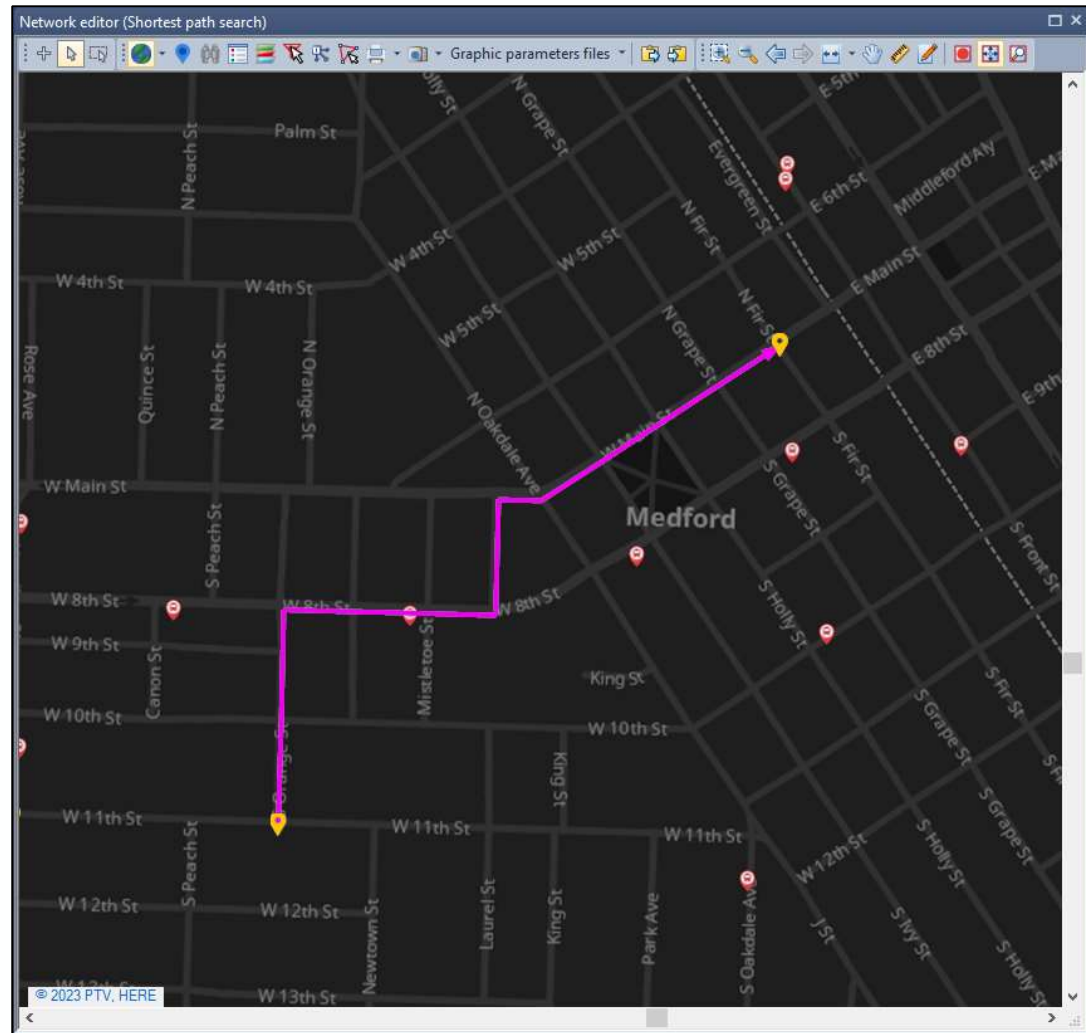 Network editor (Shortest path search)
Graphic parameters files
E 5th St
N Grape St
Palm St
N Peach St
Evergreen St
Middleford Aly
E 6th St
N Fir St
W 4th St
W 5th St
E Main St
W 4th St
W 4th St
N Fir St
W 5th St
N Grape St
E 8th St
Rose Ave
Quince St
N Peach St
N Orange St
E 9th
N Oakdale Ave
W Main St
S Fir St
W Main St
S Grape St
Medford
S Front St
S Peach St
W 8th St
W 8th St
W 8th St
S Holly St
W 9th St
Canon St
Mistletoe St
King St
S Fir St
W 10th St
W 10th St
S Grape St
King St
W 11th St
W 11th St
W 11th St
S Grape St
S Peach St
S Holly St
W 12th St
W 12th St
W 12th St
Newtown St
Laurel St
King St
Park Ave
S Oakdale Ave
J St
S Ivy St
S Holly St
W 13th St
© 2023 PTV, HERE